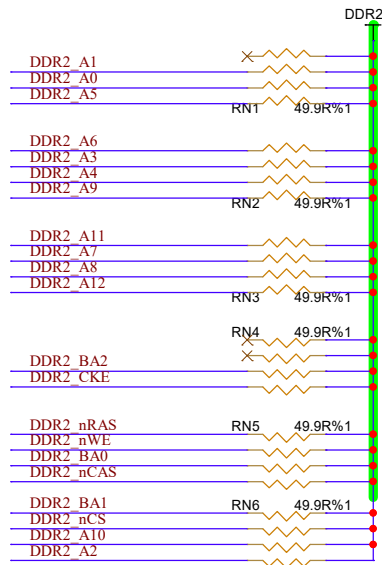 DDR2
DDR2_A1
DDR2_A0
DDR2_A5
RN1 49.9R%1
DDR2_A6
DDR2_A3
DDR2_A4
DDR2_A9
RN2 49.9R%1
DDR2_A11
DDR2_A7
DDR2_A8
DDR2_A12
RN3 49.9R%1
RN4 49.9R%1
DDR2_BA2
DDR2_CKE
DDR2_nRAS
RN5 49.9R%1
DDR2_nWE
DDR2_BA0
DDR2_nCAS
DDR2_BA1
RN6 49.9R%1
DDR2_nCS
DDR2_A10
DDR2_A2